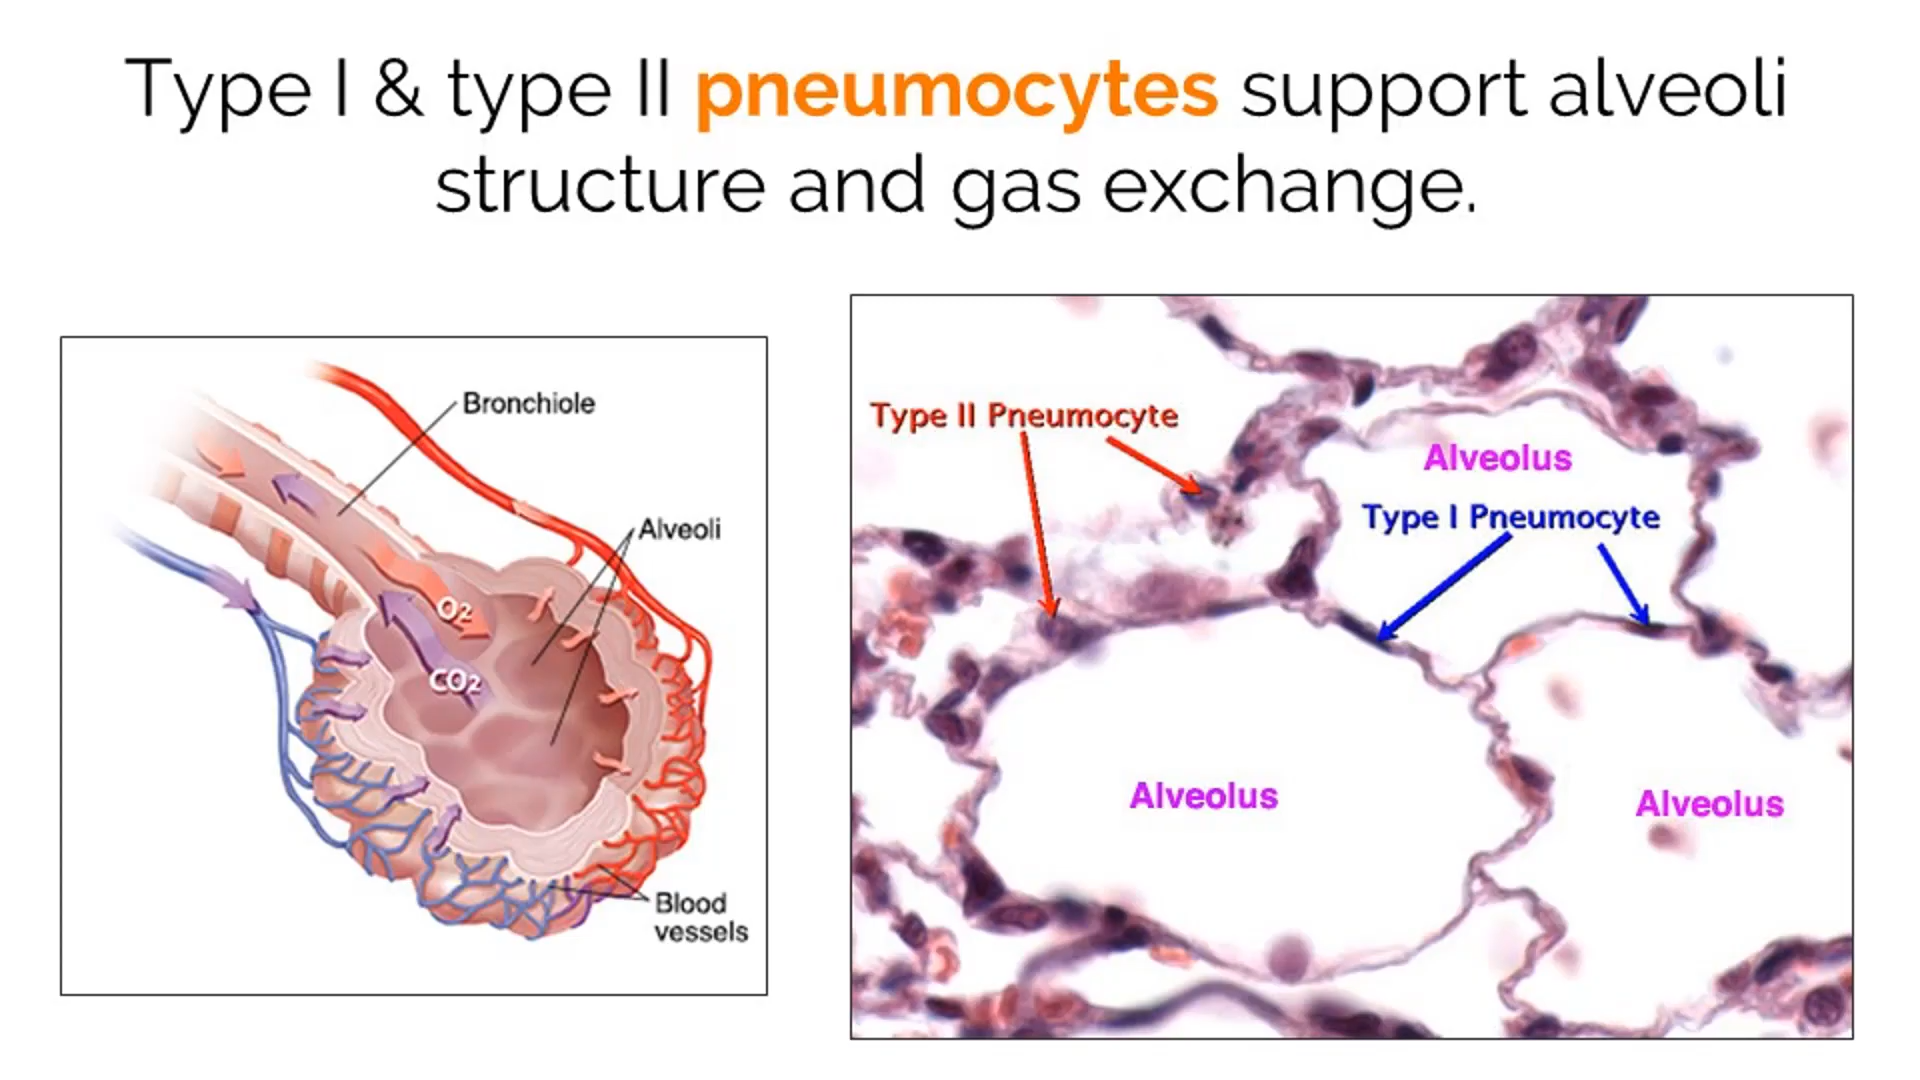 Type I & type II pneumocytes support alveoli
structure and gas exchange.
Bronchiole
Alveoli
O2
CO2
Blood
vessels
Type II Pneumocyte
Alveolus
Type I Pneumocyte
Alveolus
Alveolus